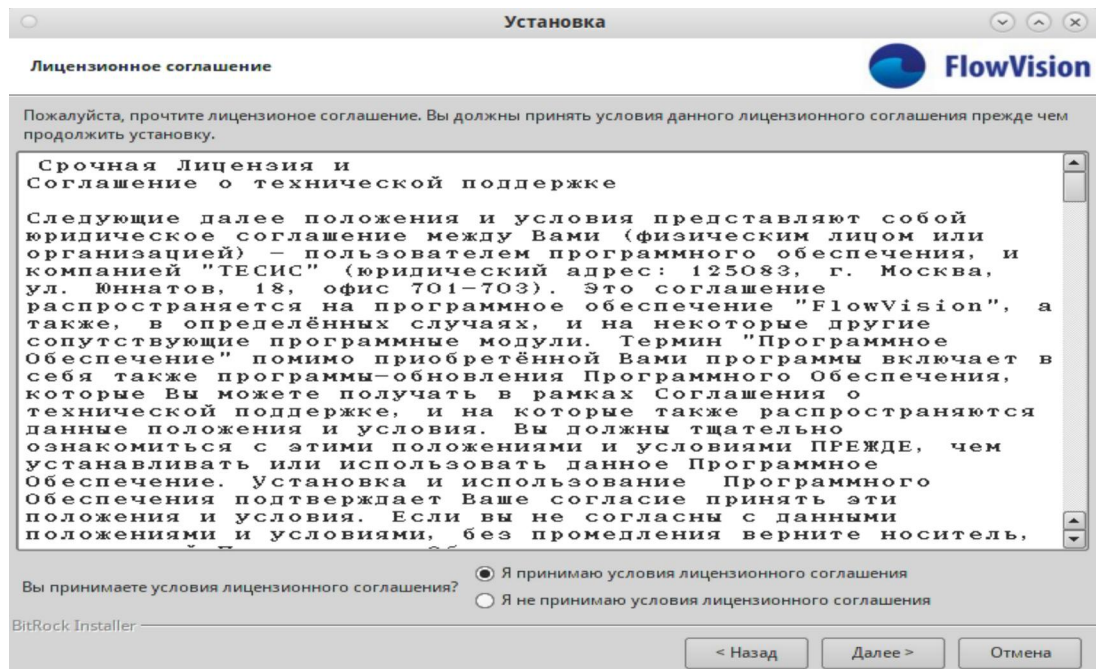 Установка
Лицензионное соглашение
FlowVision
Пожалуйста, прочтите лицензионое соглашение. Вы должны принять условия данного лицензионного соглашения прежде чем
продолжить установку.
Срочная Лицензия и
Соглашение о технической поддержке
Следующие далее положения и условия представляют собой
юридическое соглашение между Вами (физическим лицом или
организацией) – пользователем программного обеспечения, и
компанией "ТЕСИС" (юридический адрес: 125083, г. Москва,
ул. Юннатов, 18, офис 701-703). Это соглашение
распространяется на программное обеспечение "FlowVision", а
также, в определённых случаях, и на некоторые другие
сопутствующие программные модули. Термин "Программное
Обеспечение" помимо приобретённой Вами программы включает в
себя также программы-обновления Программного Обеспечения,
которые Вы можете получать в рамках Соглашения о
технической поддержке, и на которые также распространяются
данные положения и условия. Вы должны тщательно
ознакомиться с этими положениями и условиями ПРЕЖДЕ, чем
устанавливать или использовать данное Программное
Обеспечение. Установка и использование Программного
Обеспечения подтверждает Ваше согласие принять эти
положения и условия. Если вы не согласны с данными
положениями и условиями, без промедления верните носитель,
Вы принимаете условия лицензионного соглашения?
Я принимаю условия лицензионного соглашения
Я не принимаю условия лицензионного соглашения
BitRock Installer
< Назад
Далее >
Отмена